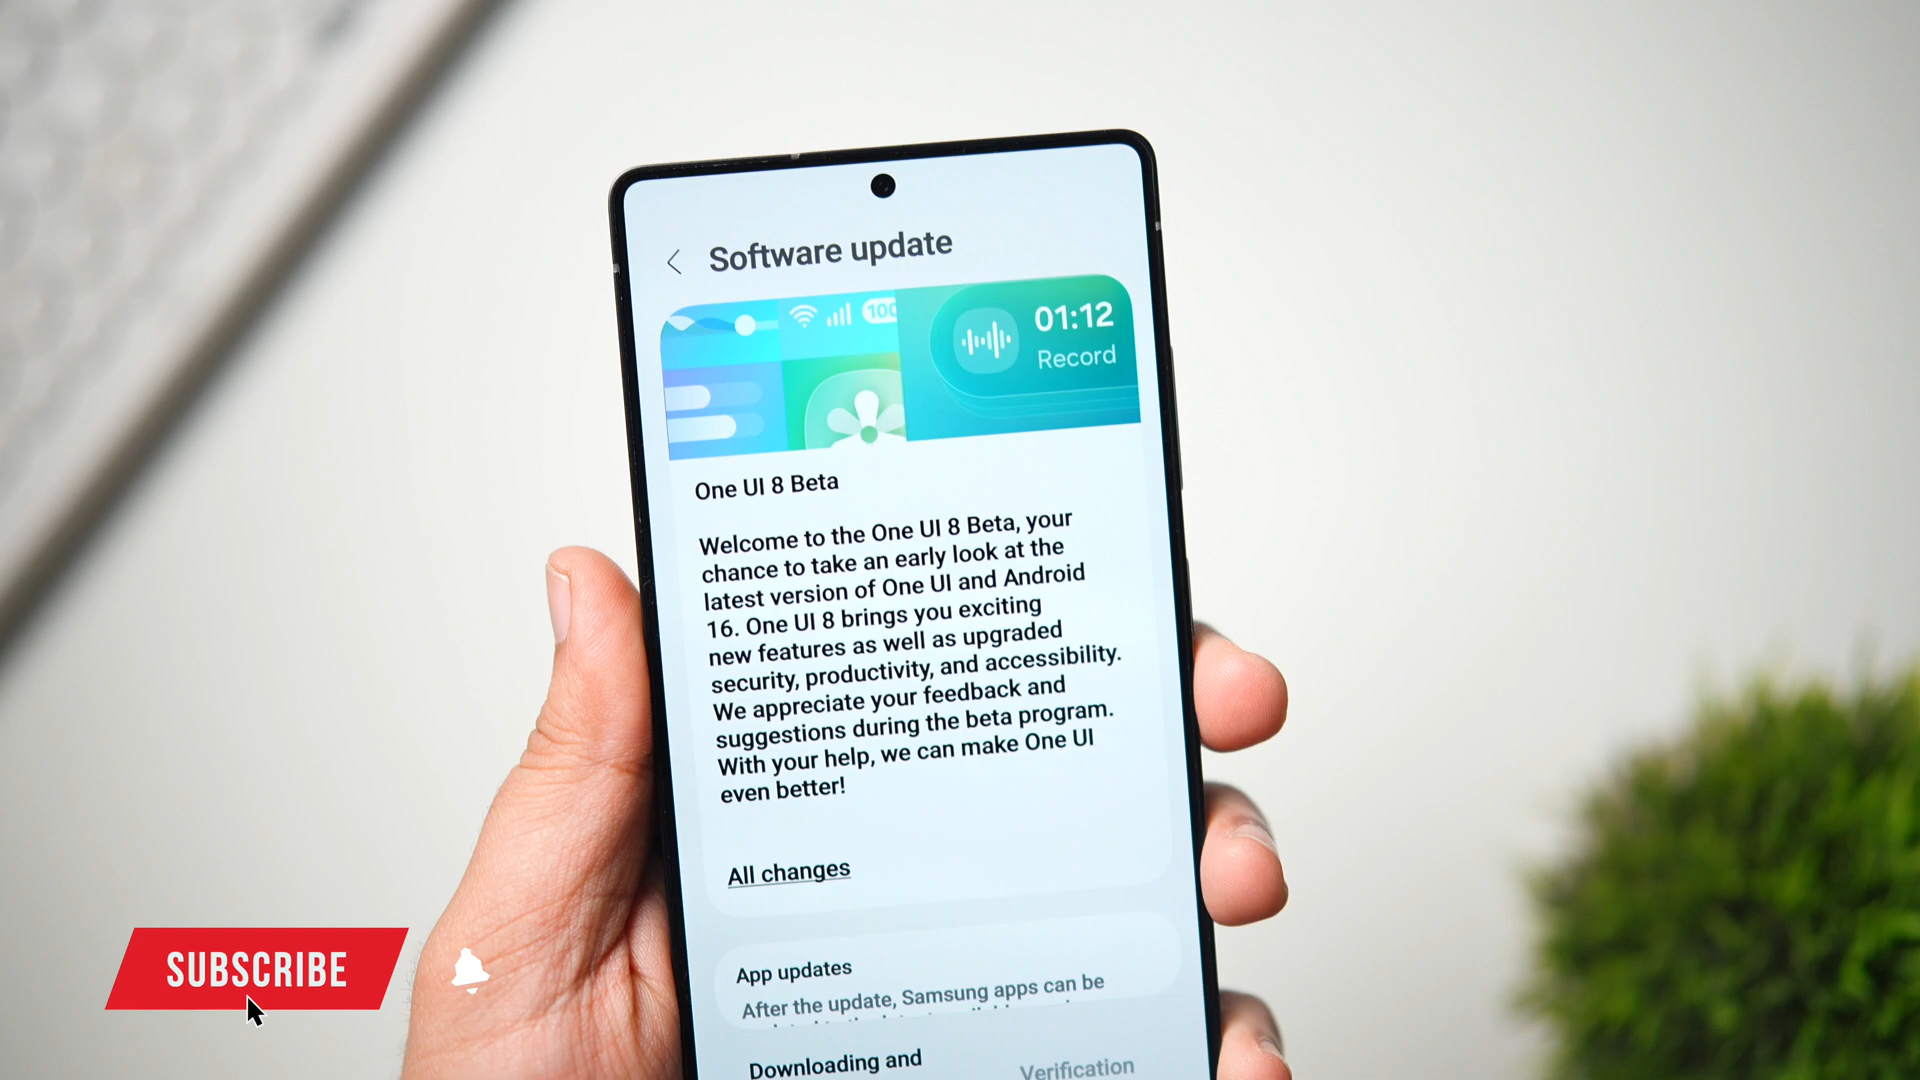 Software update
100
01:12
Record
One UI 8 Beta
Welcome to the One UI 8 Beta, your
chance to take an early look at the
latest version of One UI and Android
16. One UI 8 brings you exciting
new features as well as upgraded
security, productivity, and accessibility.
We appreciate your feedback and
suggestions during the beta program.
With your help, we can make One UI
even better!
All changes
App updates
After the update, Samsung apps can be
Downloading and
Verification
SUBSCRIBE